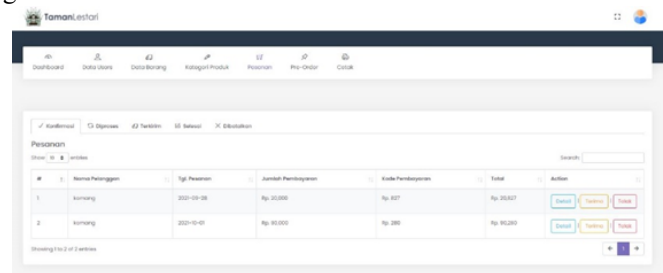 TamanLestari
Dashboard Data Users Data Barang Kategori Produk Pesanan Pre-Order Cetak
Konfirmasi Diproses Terkirim Selesai Dibatalkan
Pesanan
Show 10 entries Search:
# Nama Pelanggan Tgl. Pesanan Jumlah Pembayaran Kode Pembayaran Total Action
1 komang 2021-09-28 Rp. 20,000 Rp. 827 Rp. 20,827 Detail | Terima | Tolak
2 komang 2021-10-01 Rp. 90,000 Rp. 280 Rp. 90,280 Detail | Terima | Tolak
Showing 1 to 2 of 2 entries 1